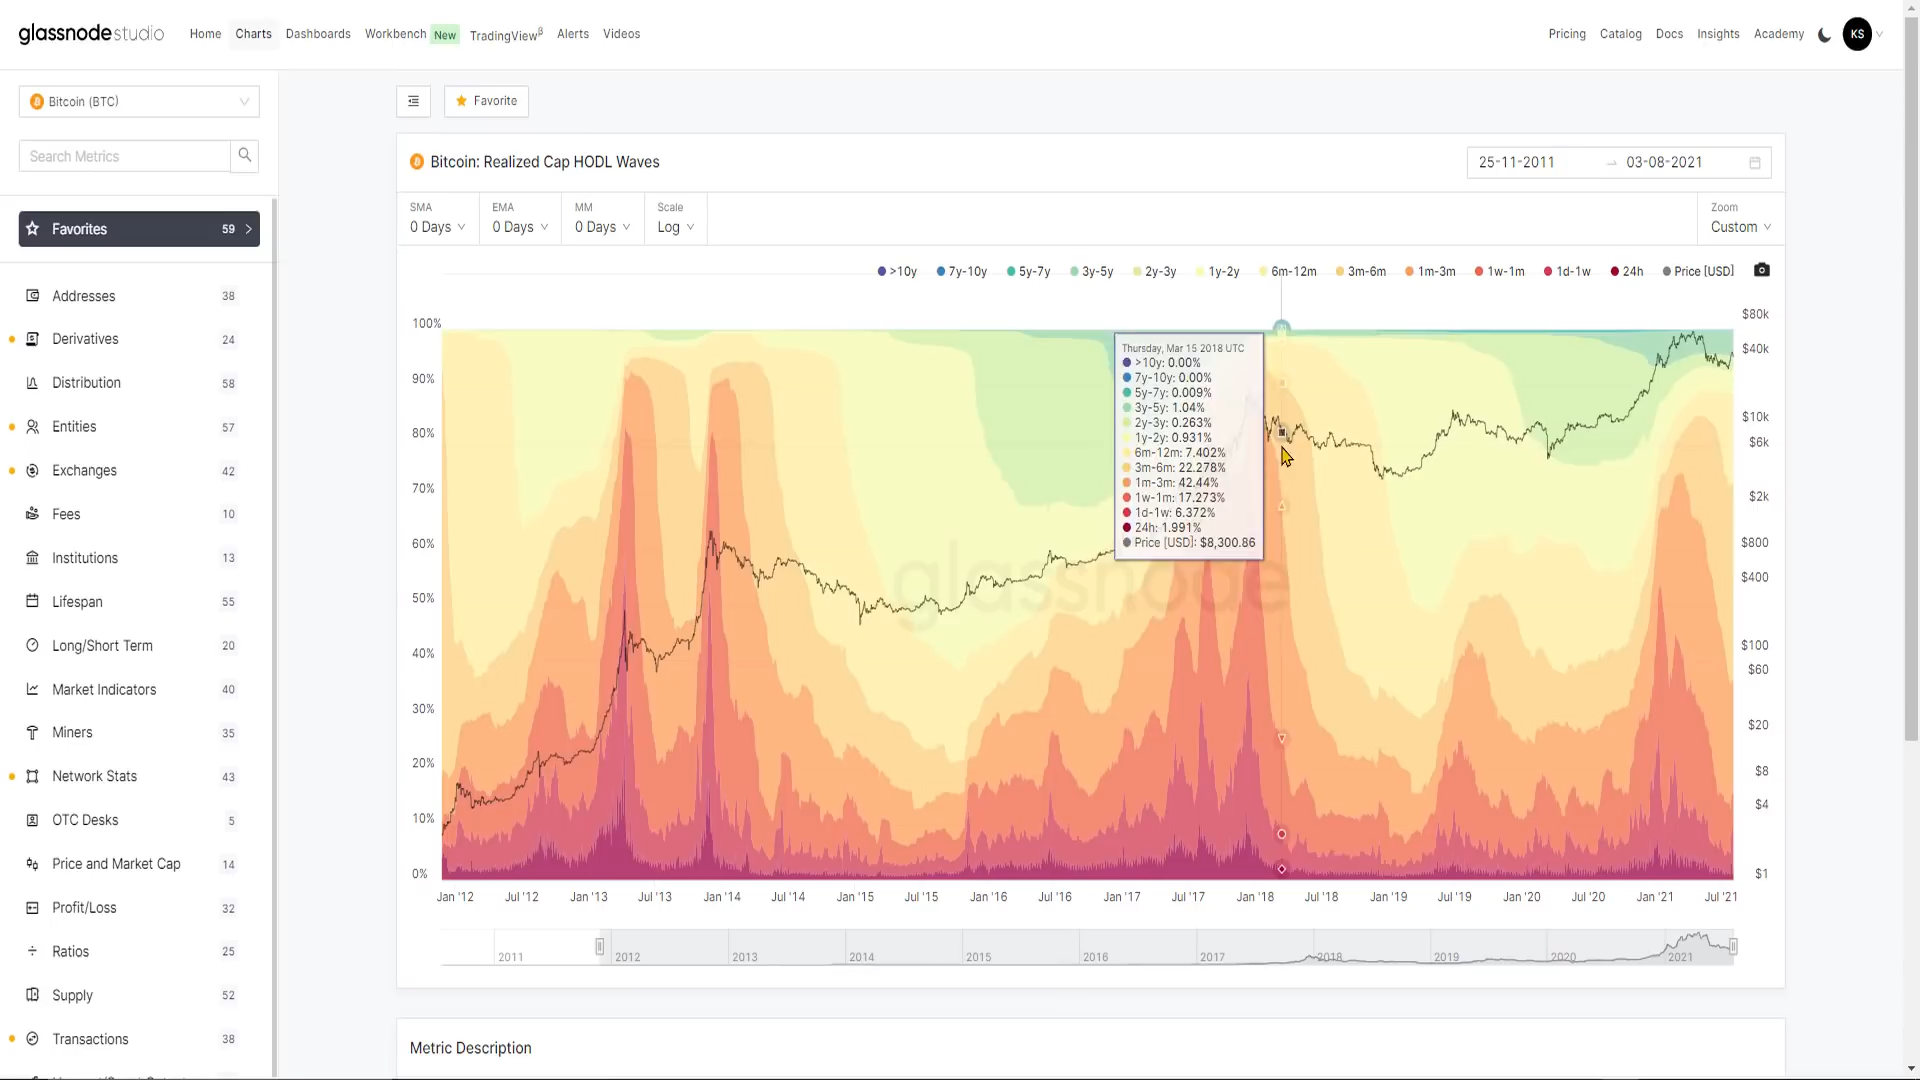 glassnode studio
Home Charts Dashboards Workbench New TradingViewβ Alerts Videos
Pricing Catalog Docs Insights Academy KS
Bitcoin (BTC)
Search Metrics
Favorites 59
Addresses 38
Derivatives 24
Distribution 58
Entities 57
Exchanges 42
Fees 10
Institutions 13
Lifespan 55
Long/Short Term 20
Market Indicators 40
Miners 35
Network Stats 43
OTC Desks 5
Price and Market Cap 14
Profit/Loss 32
Ratios 25
Supply 52
Transactions 38
Favorite
Bitcoin: Realized Cap HODL Waves
25-11-2011 → 03-08-2021
SMA EMA MM Scale Zoom
0 Days 0 Days 0 Days Log Custom
>10y 7y-10y 5y-7y 3y-5y 2y-3y 1y-2y 6m-12m 3m-6m 1m-3m 1w-1m 1d-1w 24h Price [USD]
100%
90%
80%
70%
60%
50%
40%
30%
20%
10%
0%
Thursday, Mar 15 2018 UTC
>10y: 0.00%
7y-10y: 0.00%
5y-7y: 0.009%
3y-5y: 1.04%
2y-3y: 0.263%
1y-2y: 0.931%
6m-12m: 7.402%
3m-6m: 22.278%
1m-3m: 42.44%
1w-1m: 17.273%
1d-1w: 6.372%
24h: 1.991%
Price [USD]: $8,300.86
glassnode
$80k
$40k
$10k
$6k
$2k
$800
$400
$100
$60
$20
$8
$4
$1
Jan '12 Jul '12 Jan '13 Jul '13 Jan '14 Jul '14 Jan '15 Jul '15 Jan '16 Jul '16 Jan '17 Jul '17 Jan '18 Jul '18 Jan '19 Jul '19 Jan '20 Jul '20 Jan '21 Jul '21
2011 2012 2013 2014 2015 2016 2017 2018 2019 2020 2021
Metric Description